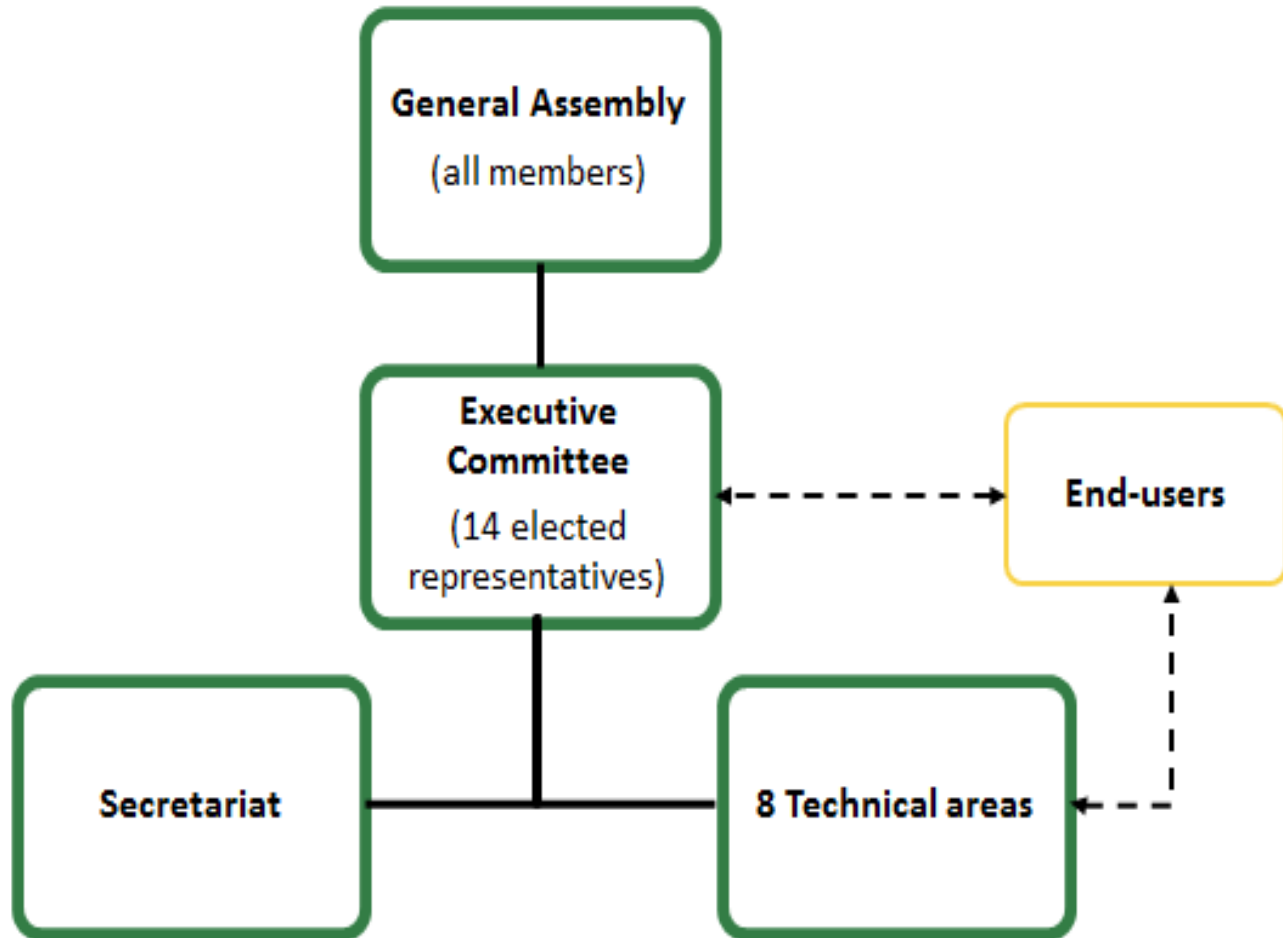 General Assembly
(all members)
Executive
Committee
(14 elected
representatives)
End-users
Secretariat
8 Technical areas